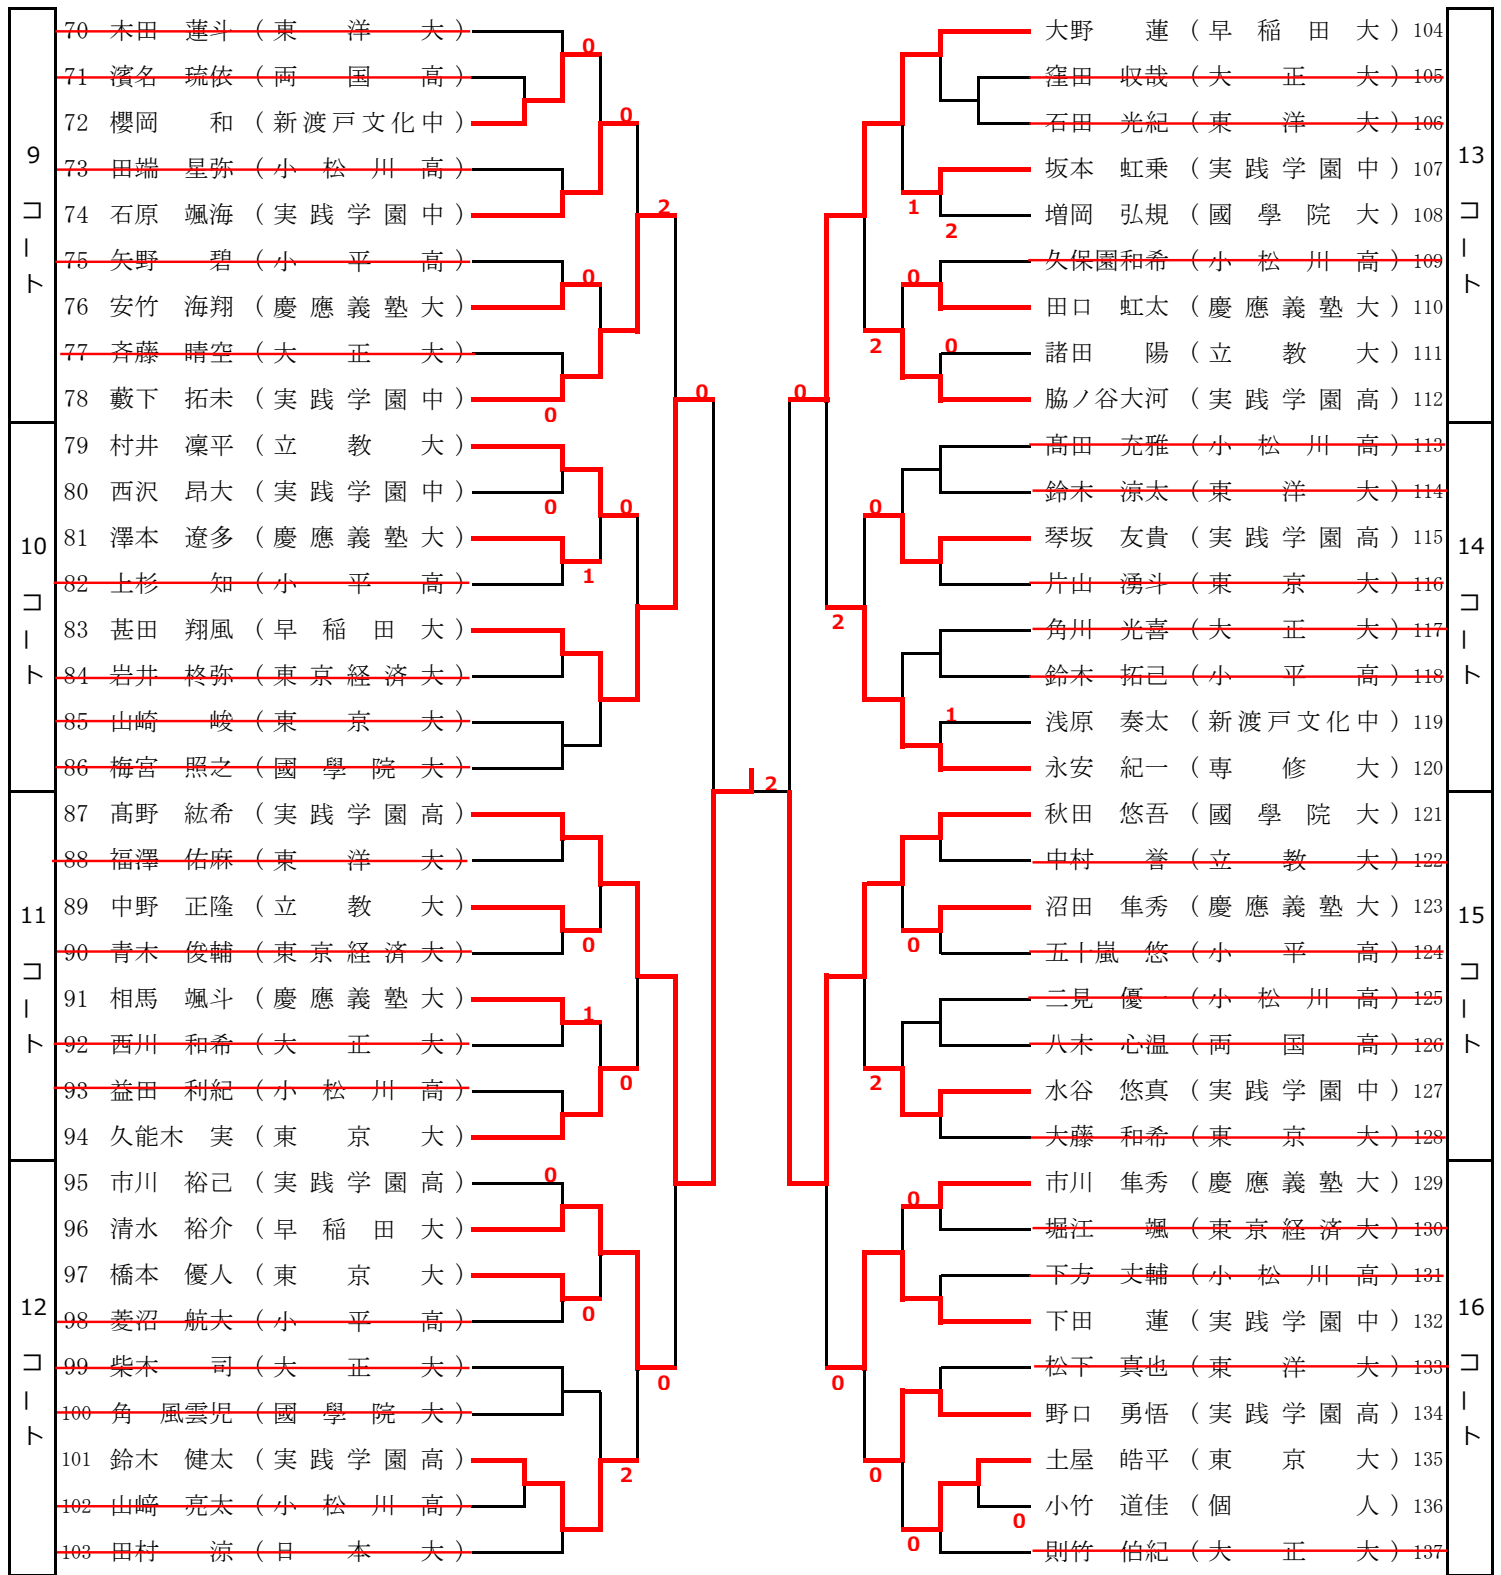 9コート
70 木田 蓮斗 (東洋大)
0
71 濱名 琉依 (両国高)
72 櫻岡 和 (新渡戸文化中)
0
73 田端 星弥 (小松川高)
74 石原 颯海 (実践学園中)
2
75 矢野 碧 (小平高)
0
76 安竹 海翔 (慶應義塾大)
77 斉藤 晴空 (大正大)
78 藪下 拓未 (実践学園中)
0
0
10コート
79 村井 凜平 (立教大)
80 西沢 昂大 (実践学園中)
0
0
81 澤本 遼多 (慶應義塾大)
1
82 上杉 知 (小平高)
83 甚田 翔風 (早稲田大)
84 岩井 柊弥 (東京経済大)
85 山崎 峻 (東京大)
86 梅宮 照之 (國學院大)
2
11コート
87 髙野 紘希 (実践学園高)
88 福澤 佑麻 (東洋大)
89 中野 正隆 (立教大)
0
90 青木 俊輔 (東京経済大)
91 相馬 颯斗 (慶應義塾大)
1
92 西川 和希 (大正大)
0
93 益田 利紀 (小松川高)
94 久能木 実 (東京大)
12コート
95 市川 裕己 (実践学園高)
0
96 清水 裕介 (早稲田大)
97 橋本 優人 (東京大)
0
98 菱沼 航大 (小平高)
99 柴木 司 (大正大)
0
100 角 風雲児 (國學院大)
101 鈴木 健太 (実践学園高)
2
102 山﨑 亮太 (小松川高)
103 田村 涼 (日本大)
13コート
大野 蓮 (早稲田大) 104
窪田 収哉 (大正大) 105
石田 光紀 (東洋大) 106
坂本 虹乗 (実践学園中) 107
1
増岡 弘規 (國學院大) 108
2
久保園和希 (小松川高) 109
0
田口 虹太 (慶應義塾大) 110
2
0
諸田 陽 (立教大) 111
脇ノ谷大河 (実践学園高) 112
0
14コート
髙田 充雅 (小松川高) 113
鈴木 涼太 (東洋大) 114
0
琴坂 友貴 (実践学園高) 115
片山 湧斗 (東京大) 116
2
角川 光喜 (大正大) 117
鈴木 拓己 (小平高) 118
1
浅原 奏太 (新渡戸文化中) 119
永安 紀一 (専修大) 120
15コート
秋田 悠吾 (國學院大) 121
中村 誉 (立教大) 122
沼田 隼秀 (慶應義塾大) 123
0
五十嵐 悠 (小平高) 124
二見 優一 (小松川高) 125
八木 心温 (両国高) 126
2
水谷 悠真 (実践学園中) 127
大藤 和希 (東京大) 128
16コート
市川 隼秀 (慶應義塾大) 129
0
堀江 颯 (東京経済大) 130
下方 丈輔 (小松川高) 131
下田 蓮 (実践学園中) 132
松下 真也 (東洋大) 133
0
野口 勇悟 (実践学園高) 134
土屋 皓平 (東京大) 135
0
小竹 道佳 (個人) 136
0
0
則竹 伯紀 (大正大) 137